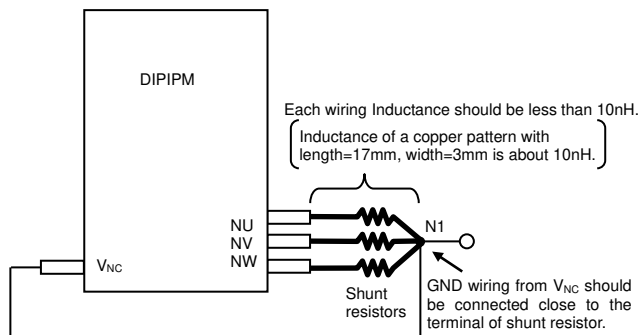 DIPIPM
Each wiring Inductance should be less than 10nH.
Inductance of a copper pattern with
length=17mm, width=3mm is about 10nH.
NU
NV
NW
N1
VNC
Shunt
resistors
GND wiring from VNC should
be connected close to the
terminal of shunt resistor.